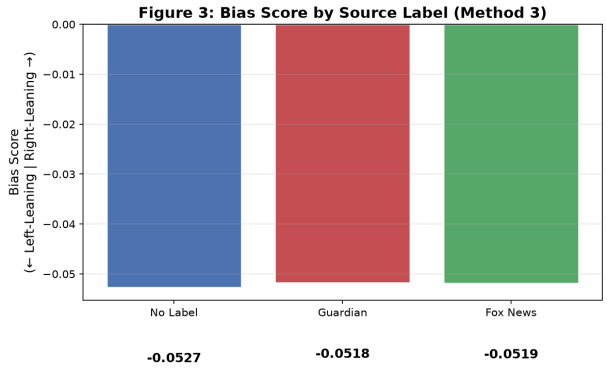 Figure 3: Bias Score by Source Label (Method 3)
Bias Score
(← Left-Leaning | Right-Leaning →)
0.00
−0.01
−0.02
−0.03
−0.04
−0.05
No Label
Guardian
Fox News
-0.0527
-0.0518
-0.0519